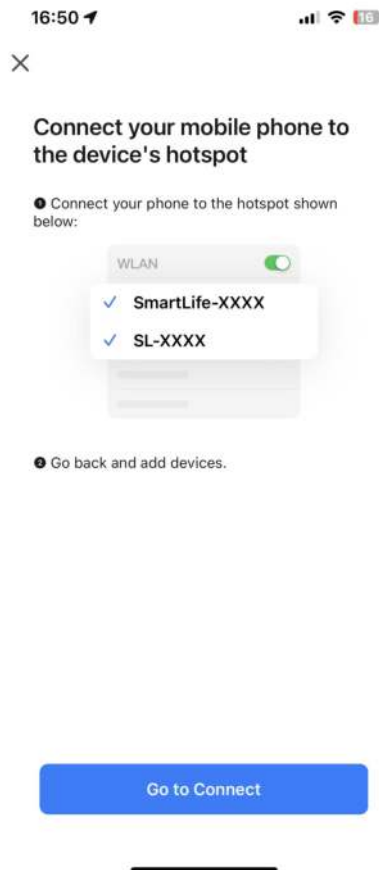 16:50
16
Connect your mobile phone to
the device's hotspot
❶ Connect your phone to the hotspot shown
below:
WLAN
SmartLife-XXXX
SL-XXXX
❷ Go back and add devices.
Go to Connect